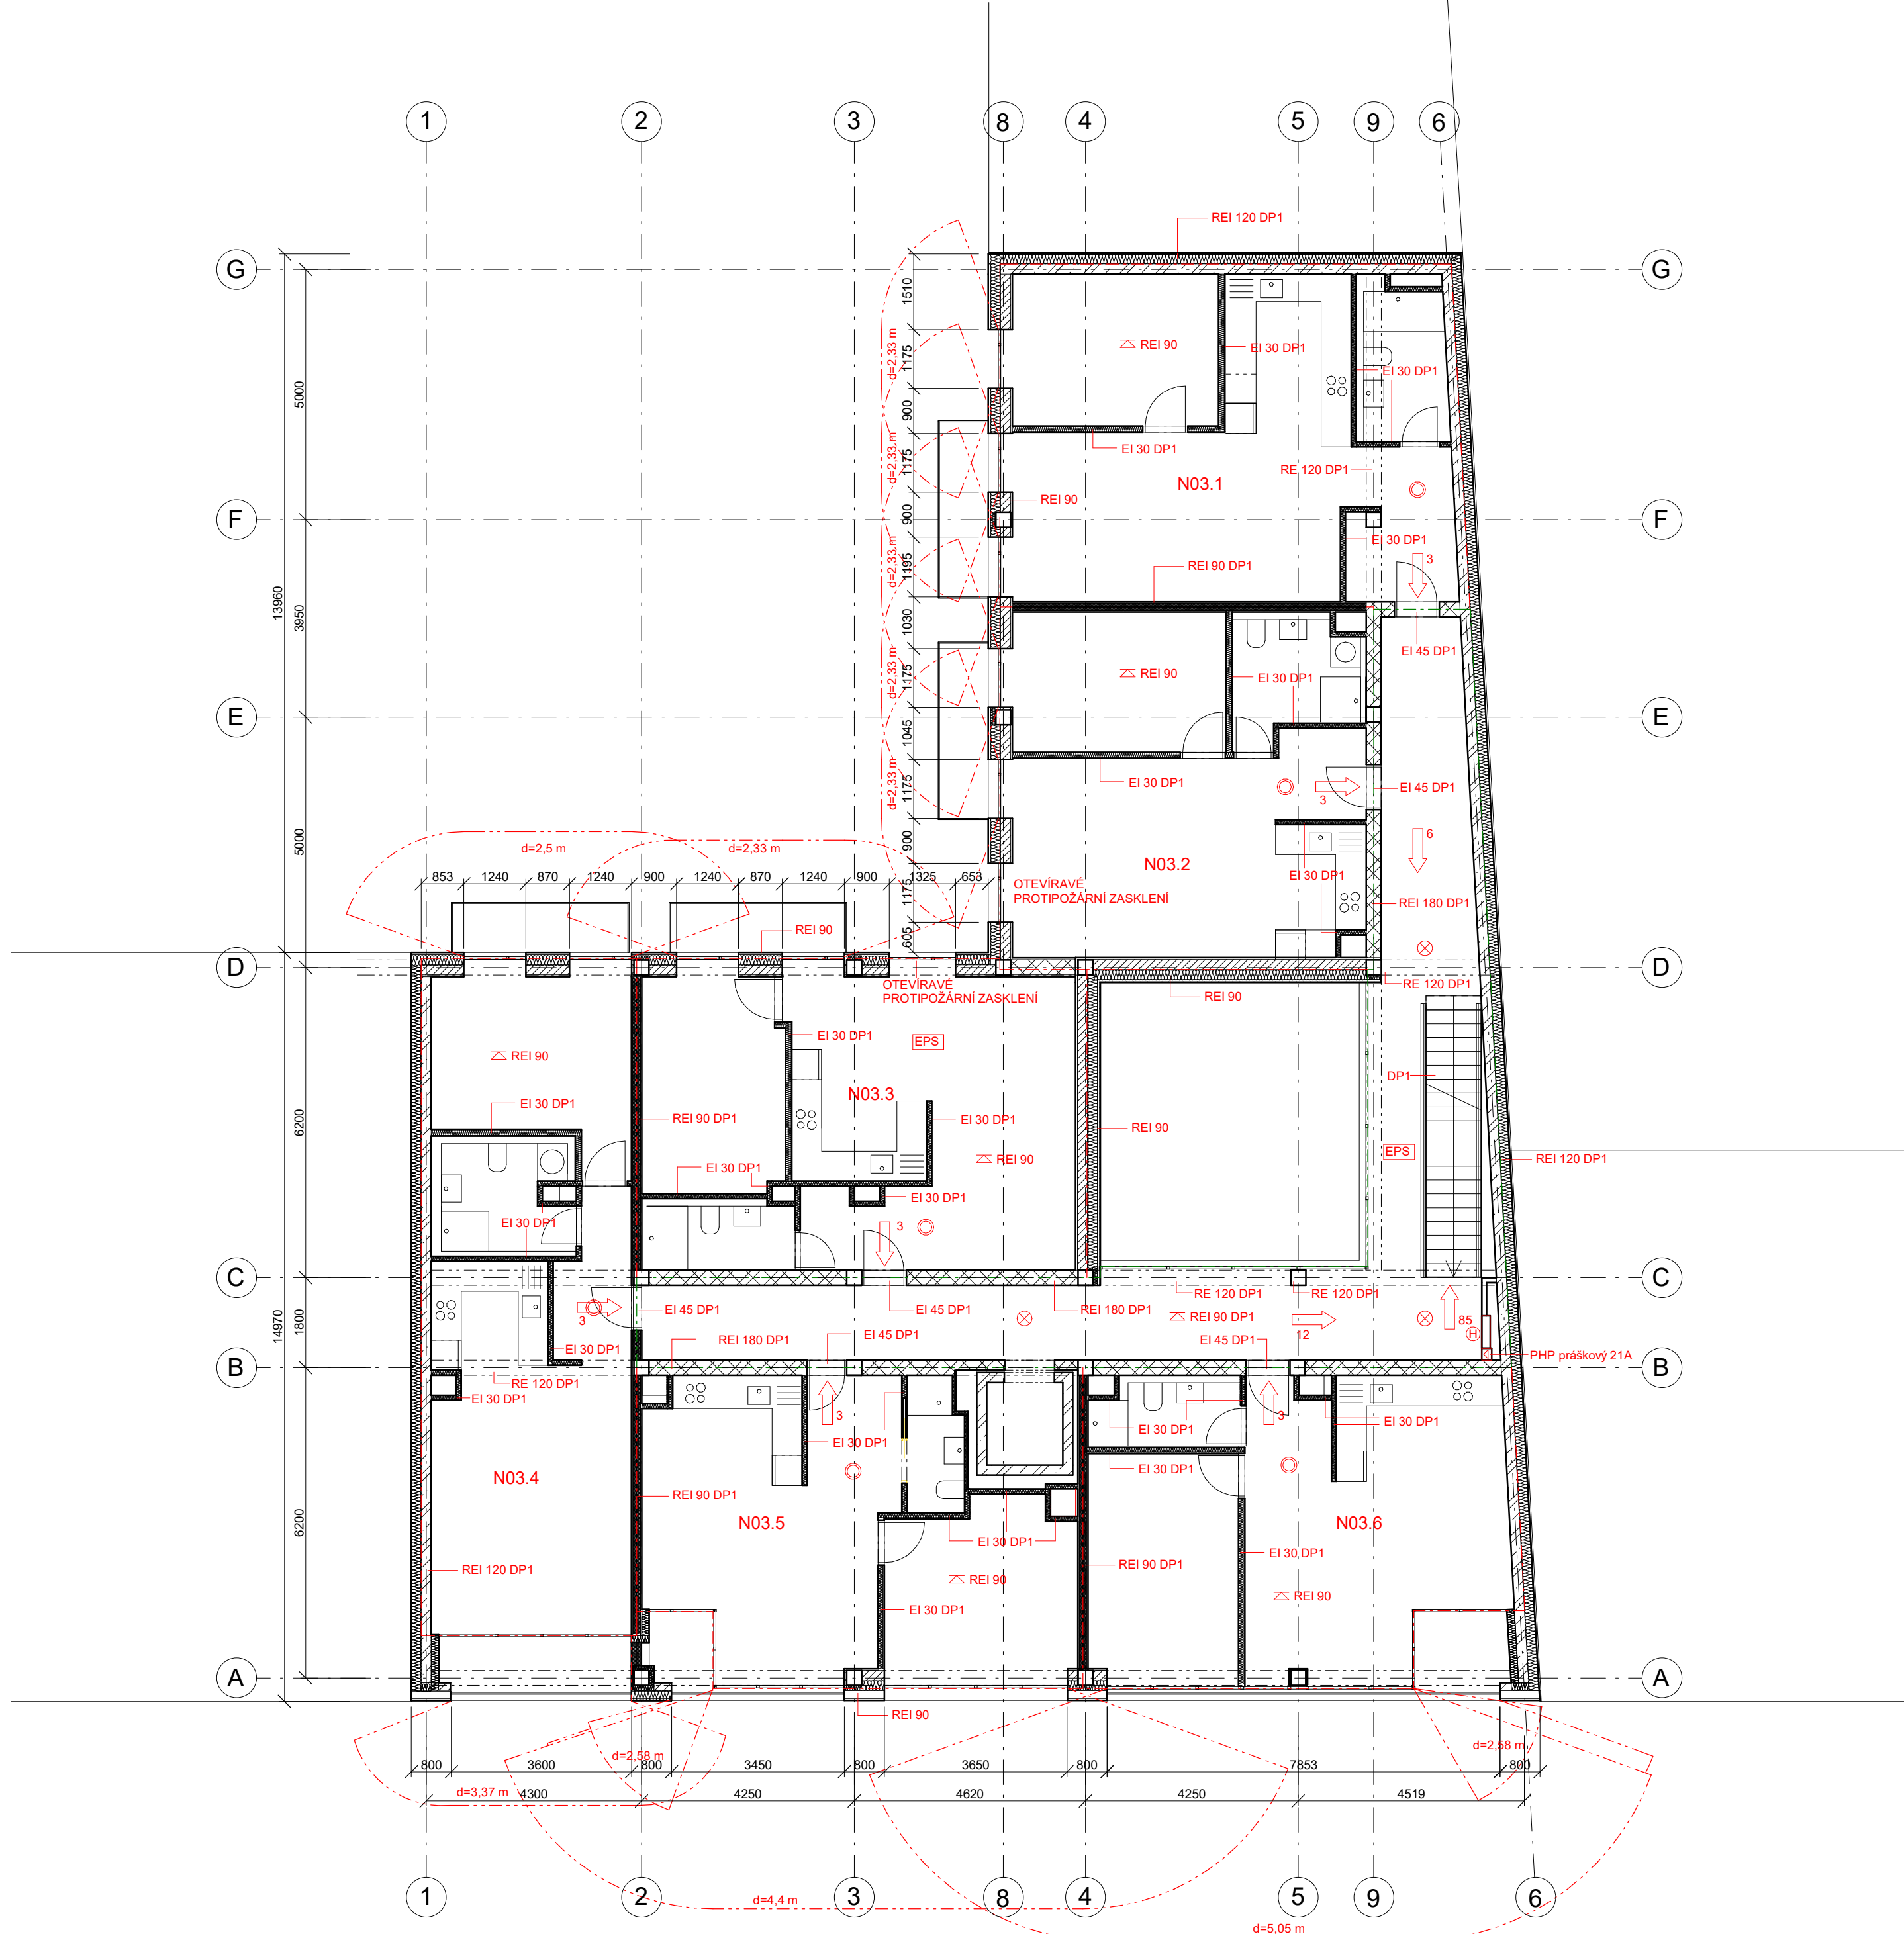 1 2 3 8 4 5 9 6
REI 120 DP1
G G
1510
d=2,33 m
1175
REI 90
EI 30 DP1
EI 30 DP1
5000
900
EI 30 DP1
d=2,33 m
1175
RE 120 DP1
N03.1
REI 90
F 900 F
EI 30 DP1
d=2,33 m
1195
3
REI 90 DP1
13960
3950
1030
EI 45 DP1
d=2,33 m
1175
REI 90
EI 30 DP1
E E
1045
d=2,33 m
1175
EI 30 DP1
EI 45 DP1
3
6
5000
d=2,5 m
d=2,33 m
900
N03.2
853 1240 870 1240 900 1240 870 1240 900 1325 653
1175
EI 30 DP1
OTEVÍRAVÉ
PROTIPOŽÁRNÍ ZASKLENÍ
REI 180 DP1
REI 90
605
D D
OTEVÍRAVÉ
PROTIPOŽÁRNÍ ZASKLENÍ
REI 90
RE 120 DP1
EI 30 DP1
EPS
REI 90
DP1
N03.3
EI 30 DP1
REI 90 DP1
EI 30 DP1
REI 90
6200
EPS
REI 120 DP1
EI 30 DP1
REI 90
EI 30 DP1
EI 30 DP1
3
C C
RE 120 DP1
RE 120 DP1
14970
1800
3
EI 45 DP1
EI 45 DP1
REI 180 DP1
REI 90 DP1
12
85
H
EI 30 DP1
REI 180 DP1
EI 45 DP1
EI 45 DP1
PHP práškový 21A
B B
RE 120 DP1
EI 30 DP1
3
3
EI 30 DP1
EI 30 DP1
EI 30 DP1
EI 30 DP1
N03.4
REI 90 DP1
6200
N03.5
N03.6
EI 30 DP1
EI 30 DP1
REI 120 DP1
REI 90 DP1
REI 90
REI 90
EI 30 DP1
A A
REI 90
d=2,58 m
d=2,58 m
800 3600 800 3450 800 3650 800 7853 800
d=3,37 m
4300 4250 4620 4250 4519
1 2 3 8 4 5 9 6
d=4,4 m
d=5,05 m